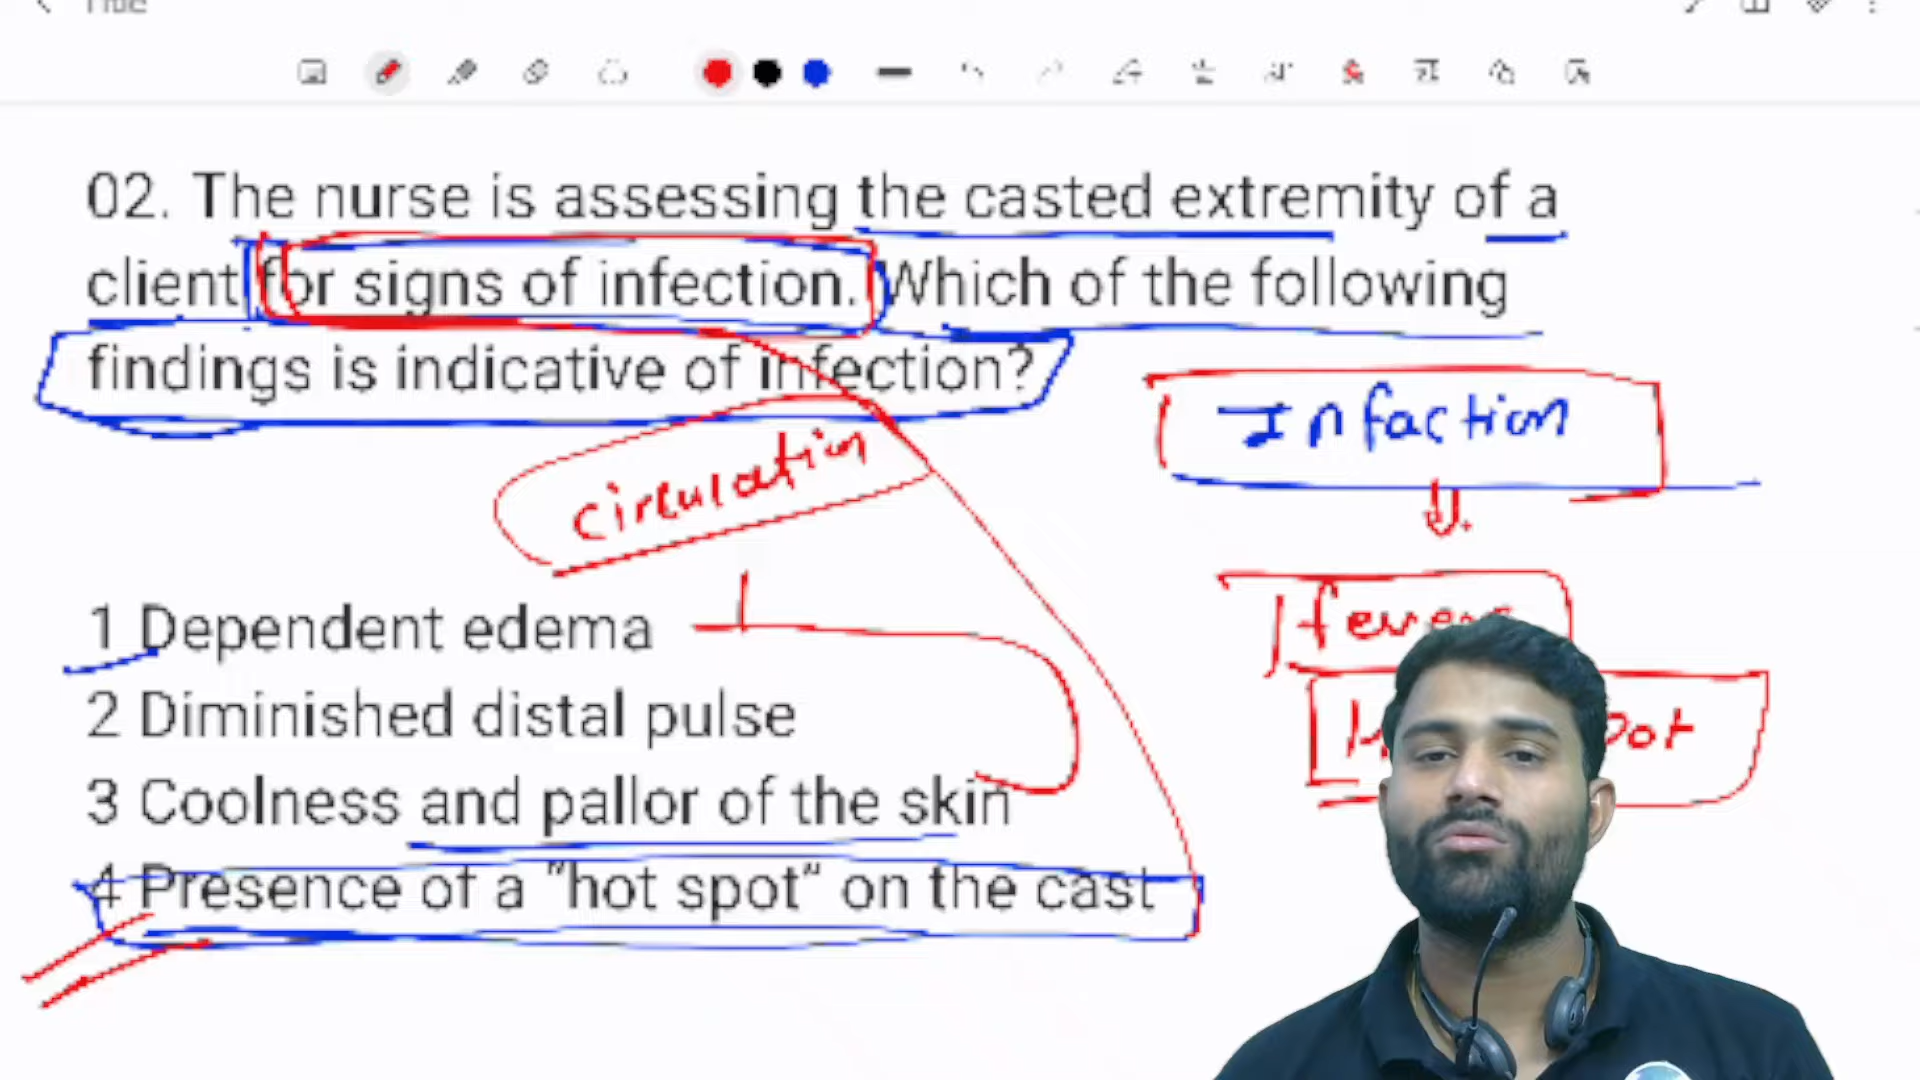 Title
02. The nurse is assessing the casted extremity of a
client for signs of infection. Which of the following
findings is indicative of infection?
Infaction
circulation
1 Dependent edema
2 Diminished distal pulse
3 Coolness and pallor of the skin
4 Presence of a "hot spot" on the cast